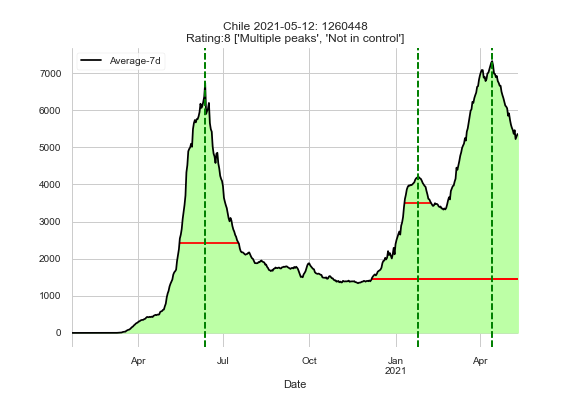 Chile 2021-05-12: 1260448
Rating:8 ['Multiple peaks', 'Not in control']
Average-7d
7000
6000
5000
4000
3000
2000
1000
0
Apr
Jul
Oct
Jan
2021
Apr
Date